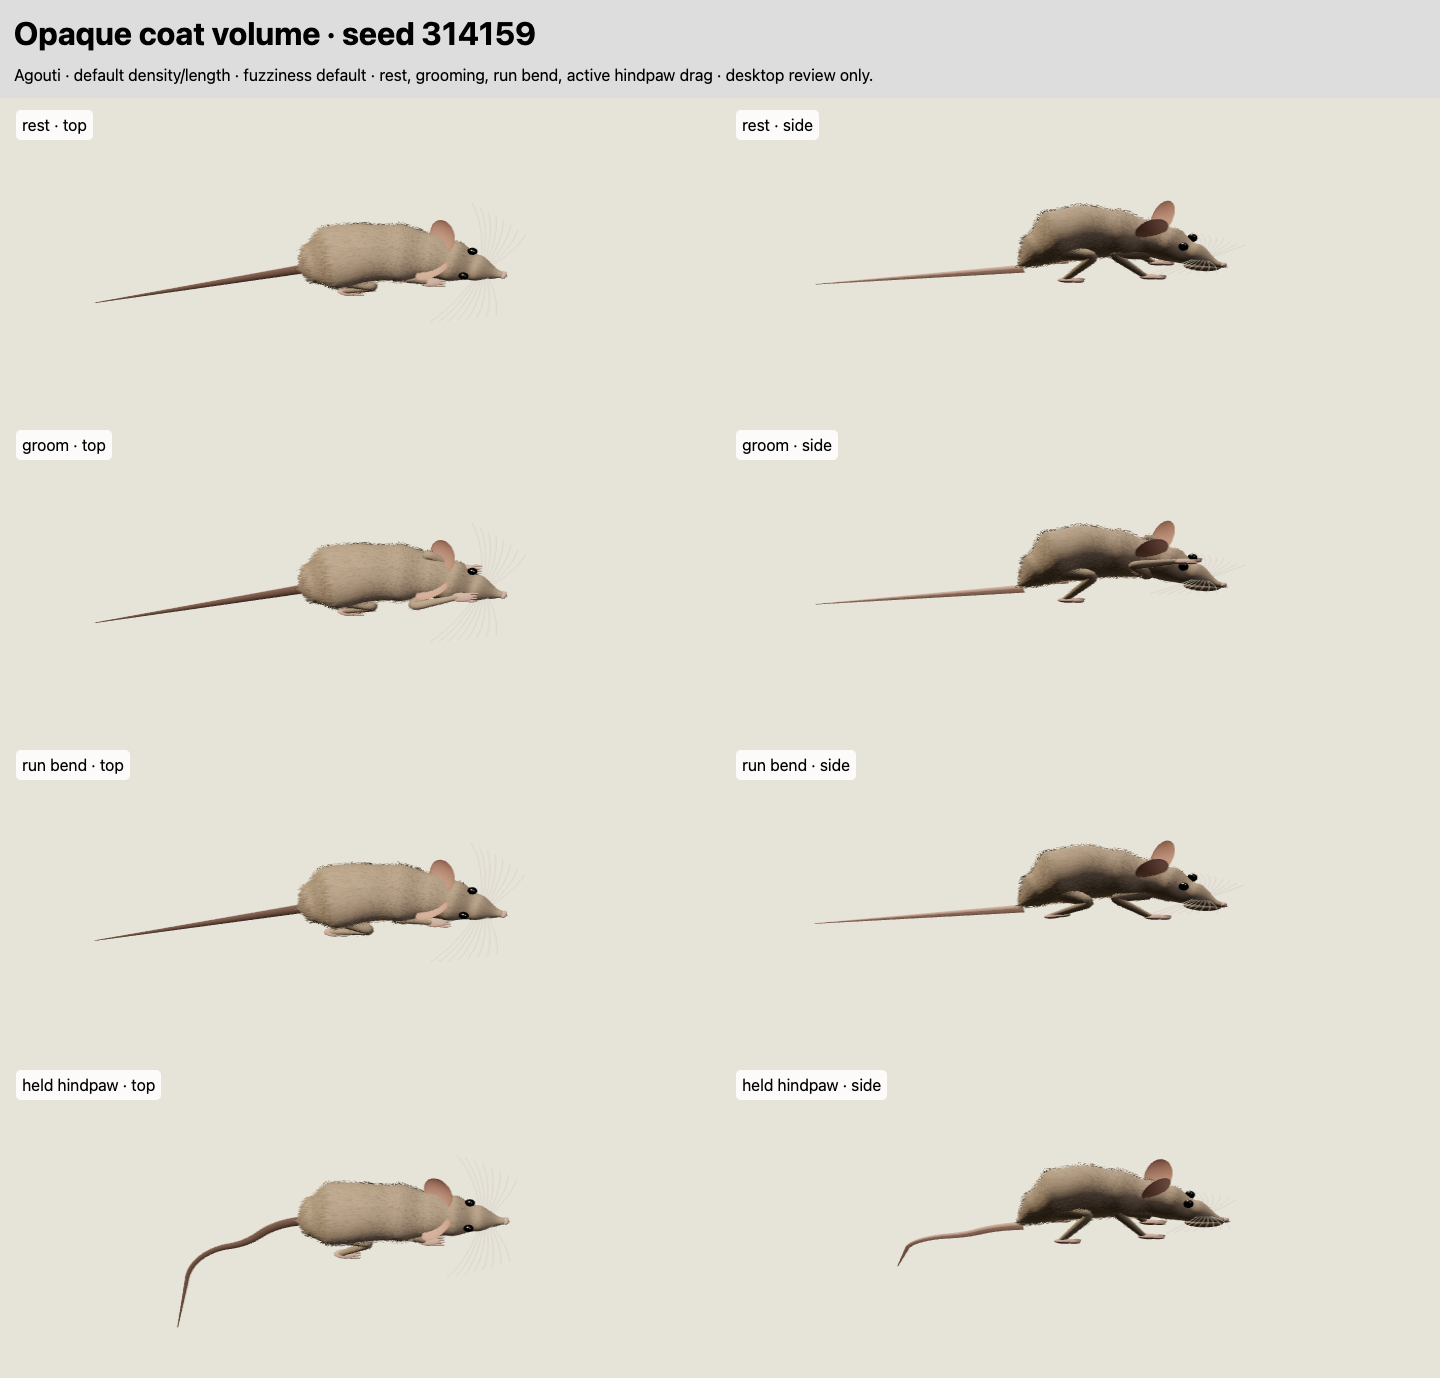 Opaque coat volume · seed 314159
Agouti · default density/length · fuzziness default · rest, grooming, run bend, active hindpaw drag · desktop review only.
rest · top
rest · side
groom · top
groom · side
run bend · top
run bend · side
held hindpaw · top
held hindpaw · side